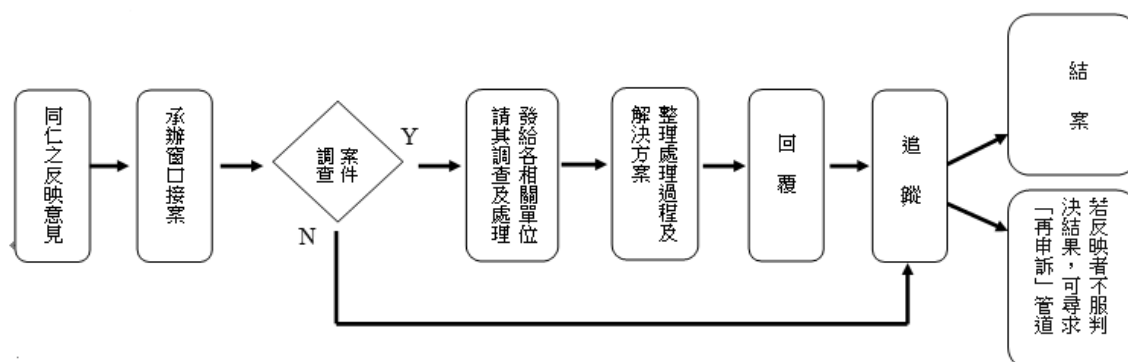 同仁之反映意見
承辦窗口接案
案件
調查
Y
N
發給各相關單位
請其調查及處理
整理處理過程及
解決方案
回覆
追蹤
結案
若反映者不服判
決結果，可尋求
「再申訴」管道